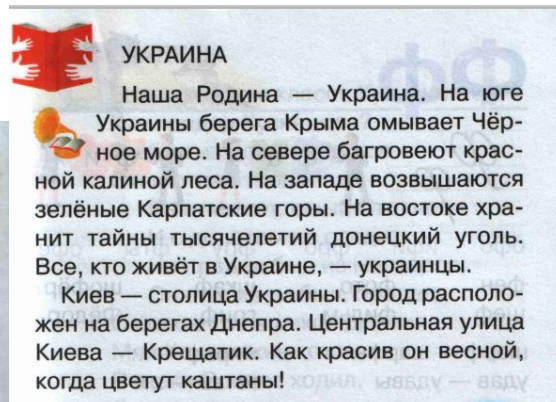 УКРАИНА
Наша Родина — Украина. На юге
Украины берега Крыма омывает Чёр-
ное море. На севере багровеют крас-
ной калиной леса. На западе возвышаются
зелёные Карпатские горы. На востоке хра-
нит тайны тысячелетий донецкий уголь.
Все, кто живёт в Украине, — украинцы.
Киев — столица Украины. Город располо-
жен на берегах Днепра. Центральная улица
Киева — Крещатик. Как красив он весной,
когда цветут каштаны!